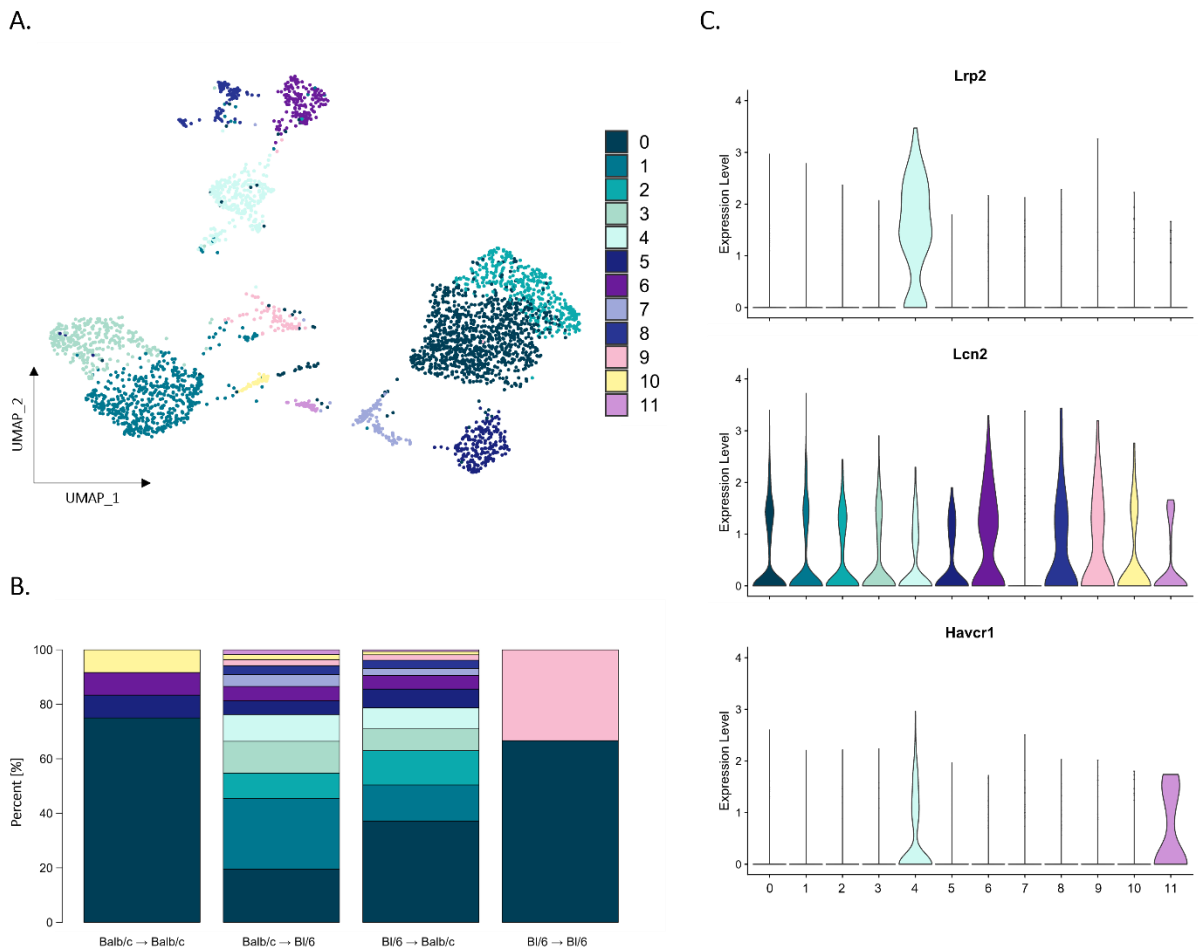 A.
UMAP_2
UMAP_1
0
1
2
3
4
5
6
7
8
9
10
11
B.
Percent [%]
100
80
60
40
20
0
Balb/c → Balb/c
Balb/c → Bl/6
Bl/6 → Balb/c
Bl/6 → Bl/6
C.
Lrp2
Expression Level
4
3
2
1
0
Lcn2
Expression Level
4
3
2
1
0
Havcr1
Expression Level
4
3
2
1
0
0 1 2 3 4 5 6 7 8 9 10 11